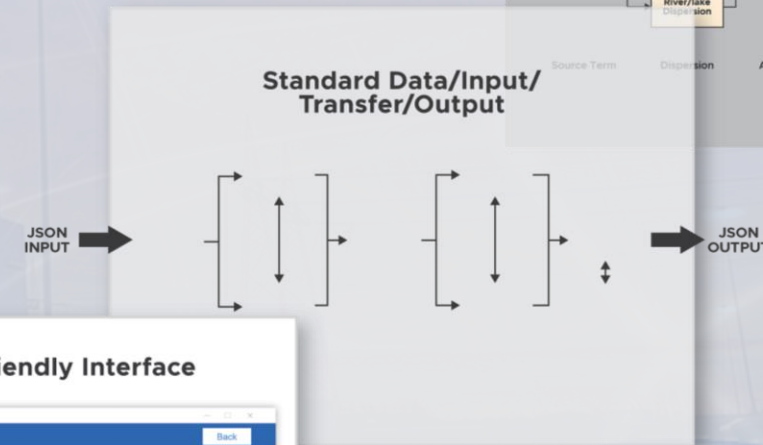 River/lake
Dispersion
Source Term
Dispersion
Standard Data/Input/
Transfer/Output
JSON
INPUT
JSON
OUTPUT
iendly Interface
Back